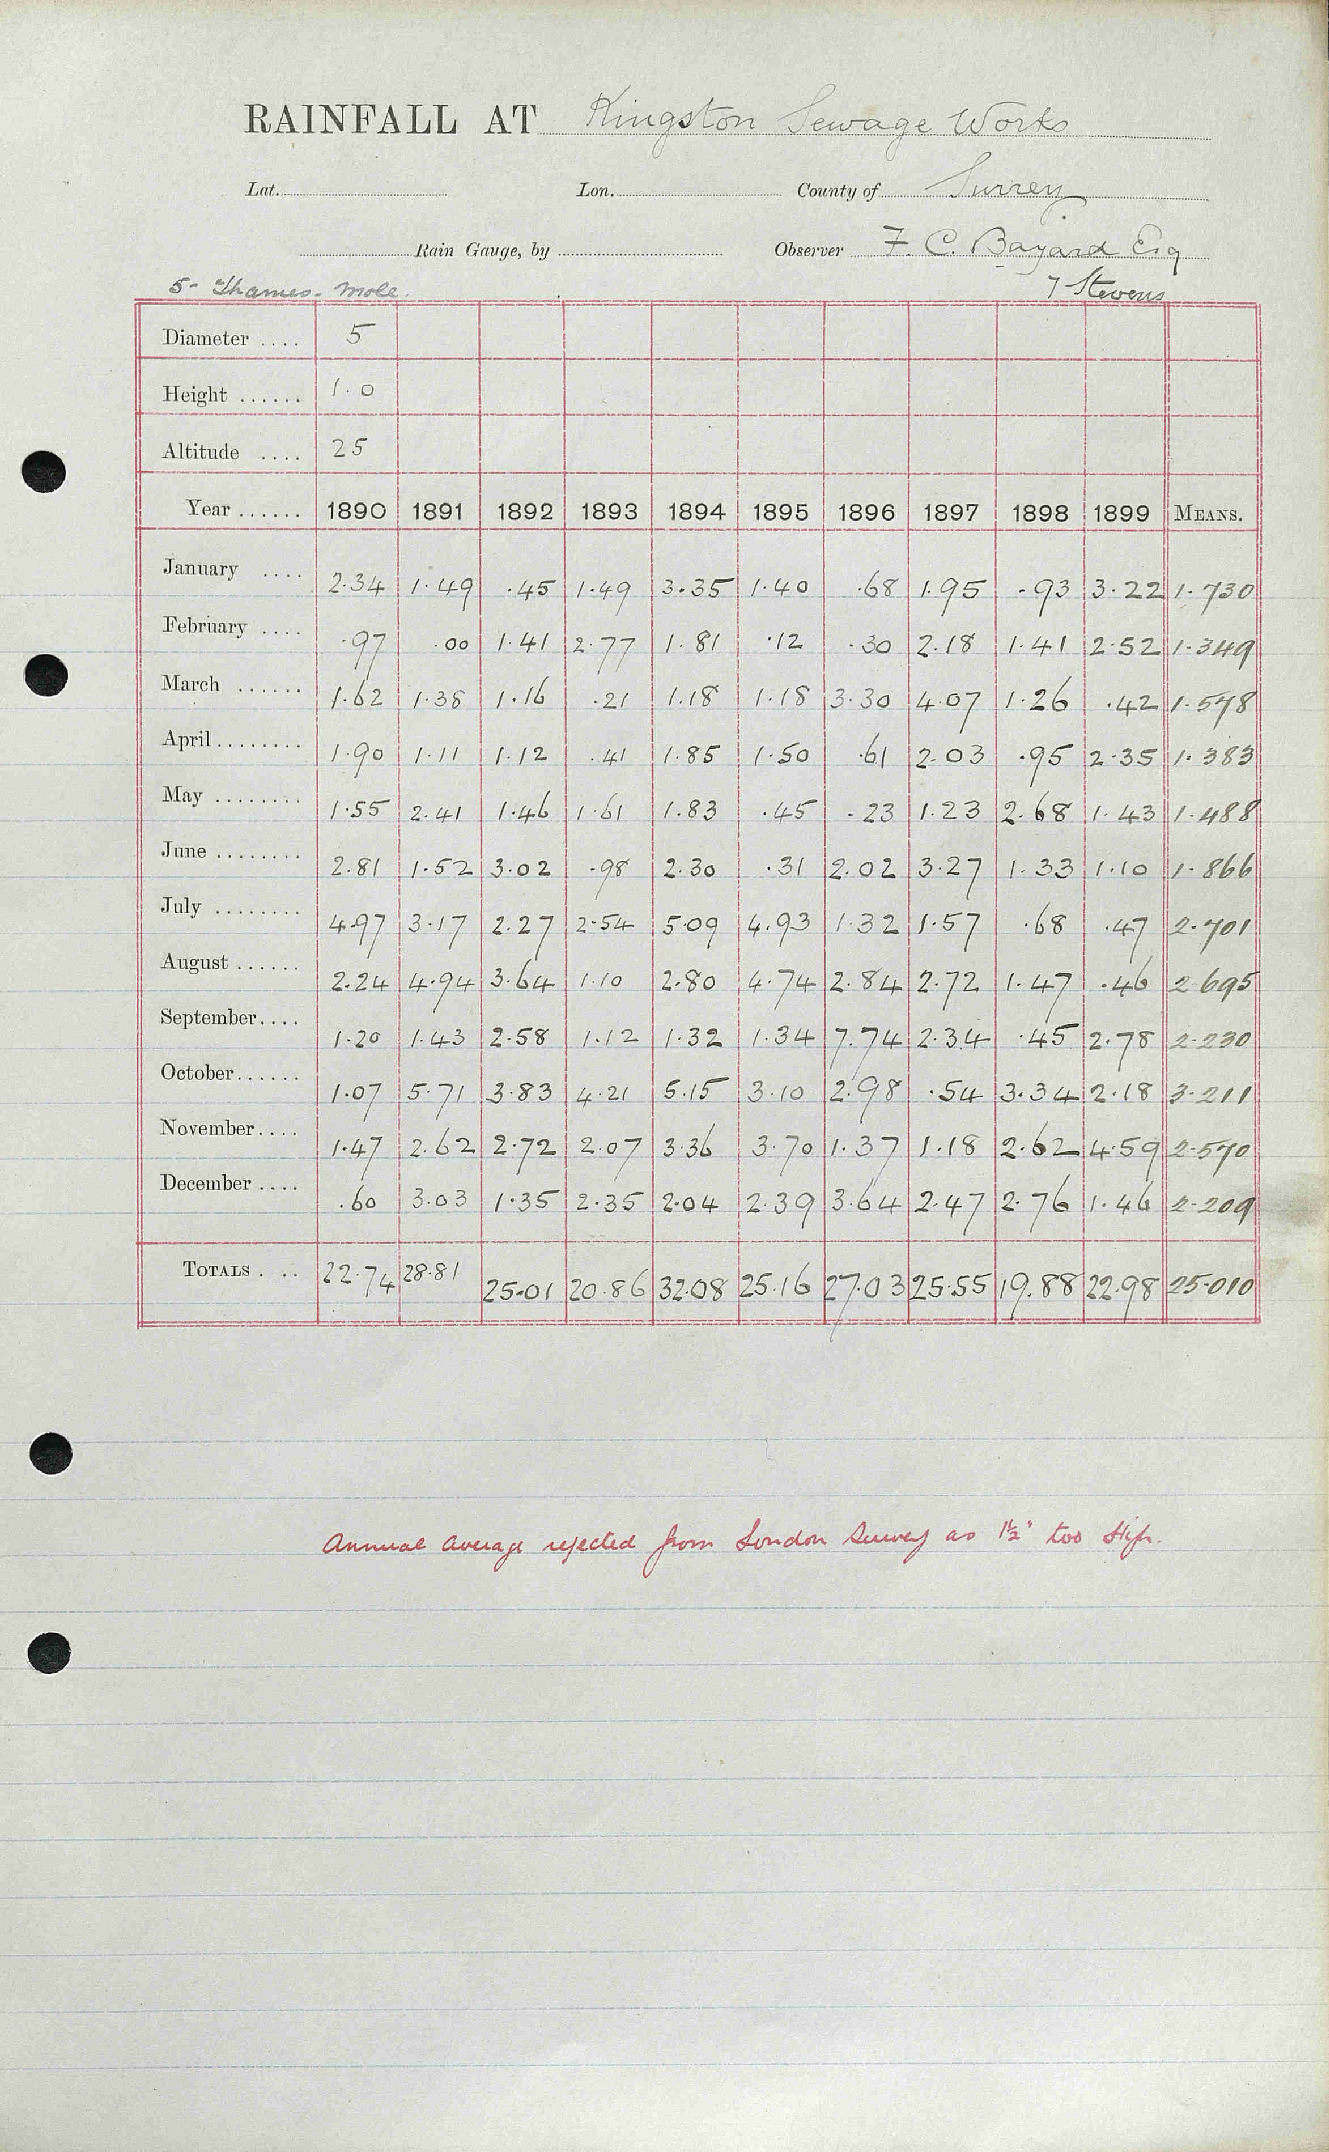 RAINFALL AT Kingston Sewage Works
Lat. Lon. County of Surrey
Rain Gauge, by Observer F. C. Bayard Esq
5- Thames- Mole. 7 Stevens
Diameter .... 5
Height ...... 1.0
Altitude .... 25
Year ...... 1890 1891 1892 1893 1894 1895 1896 1897 1898 1899 MEANS.
January .... 2.34 1.49 .45 1.49 3.35 1.40 .68 1.95 .93 3.22 1.730
February .... .97 .00 1.41 2.77 1.81 .12 .30 2.18 1.41 2.52 1.349
March ...... 1.62 1.38 1.16 .21 1.18 1.18 3.30 4.07 1.26 .42 1.578
April ........ 1.90 1.11 1.12 .41 1.85 1.50 .61 2.03 .95 2.35 1.383
May ........ 1.55 2.41 1.46 1.61 1.83 .45 .23 1.23 2.68 1.43 1.488
June ........ 2.81 1.52 3.02 .98 2.30 .31 2.02 3.27 1.33 1.10 1.866
July ........ 4.97 3.17 2.27 2.54 5.09 4.93 1.32 1.57 .68 .47 2.701
August ...... 2.24 4.94 3.64 1.10 2.80 4.74 2.84 2.72 1.47 .46 2.695
September .... 1.20 1.43 2.58 1.12 1.32 1.34 7.74 2.34 .45 2.78 2.230
October ...... 1.07 5.71 3.83 4.21 5.15 3.10 2.98 .54 3.34 2.18 3.211
November .... 1.47 2.62 2.72 2.07 3.36 3.70 1.37 1.18 2.62 4.59 2.570
December .... .60 3.03 1.35 2.35 2.04 2.39 3.64 2.47 2.76 1.46 2.209
TOTALS . .. 22.74 28.81 25.01 20.86 32.08 25.16 27.03 25.55 19.88 22.98 25.010
Annual average rejected from London Survey as 1½" too high.